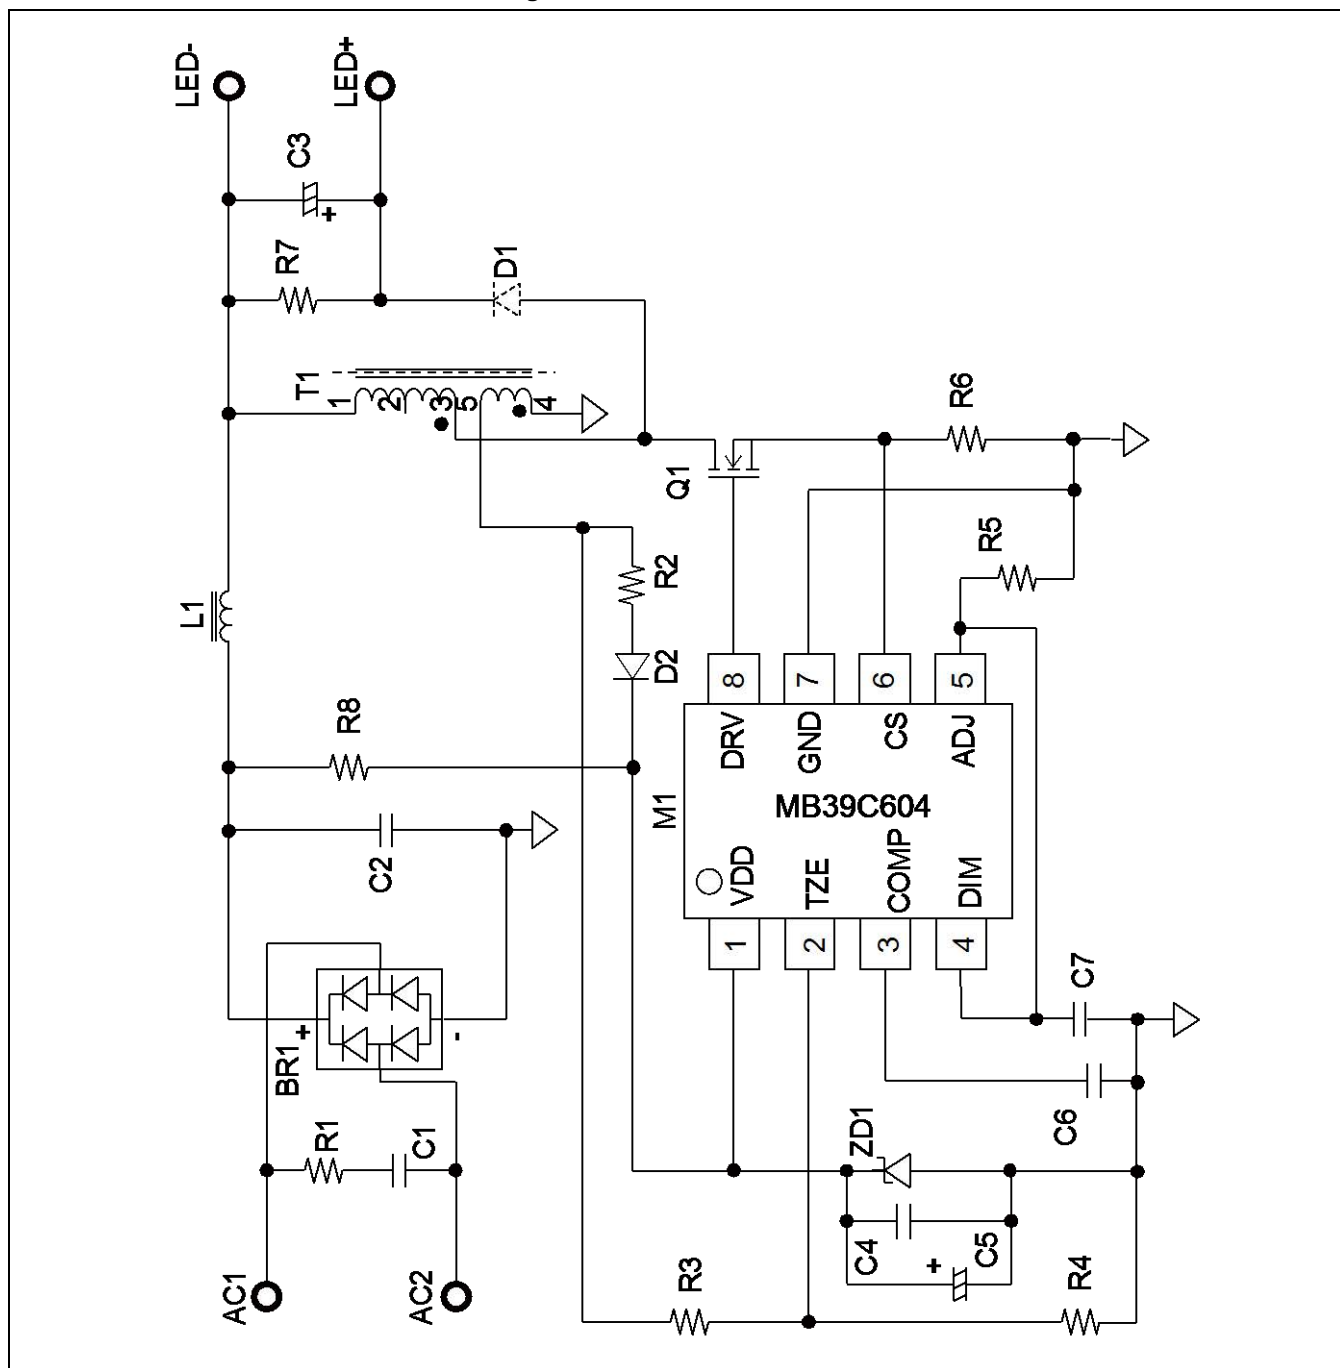 LED-
LED+
C3
R7
D1
T1
1
2
3
5
4
R6
Q1
R5
R2
L1
D2
8
7
6
5
R8
DRV
GND
CS
ADJ
M1
MB39C604
VDD
TZE
COMP
DIM
C2
1
2
3
4
C7
BR1
+
-
R1
C1
ZD1
C6
C4
+
C5
AC1
AC2
R3
R4
+